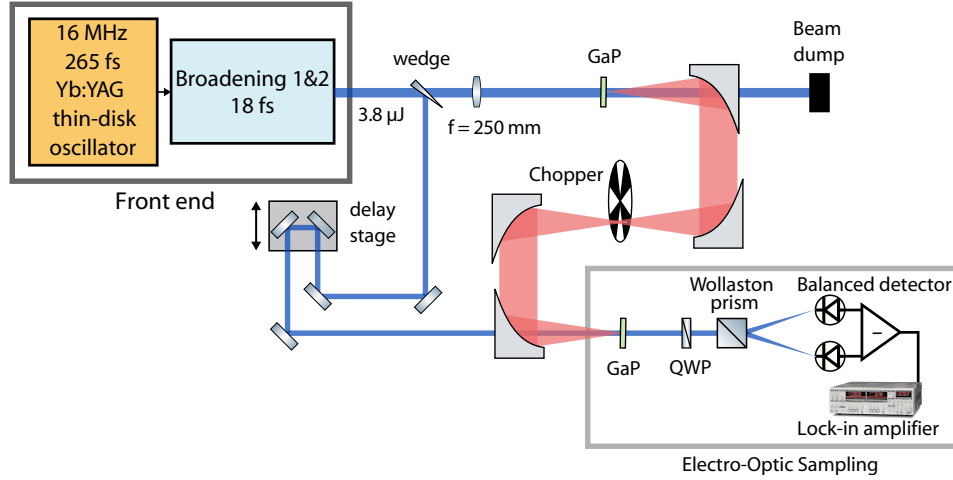 16 MHz
265 fs
Yb:YAG
thin-disk
oscillator
Broadening 1&2
18 fs
Front end
3.8 µJ
wedge
f = 250 mm
GaP
Beam
dump
Chopper
delay
stage
Wollaston
prism
Balanced detector
GaP
QWP
−
Lock-in amplifier
Electro-Optic Sampling